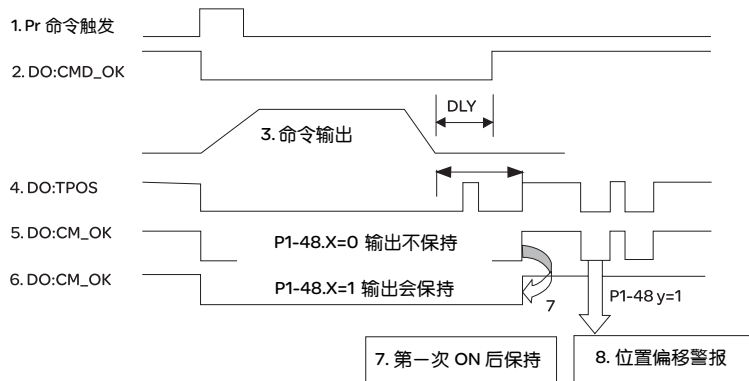 1. Pr 命令触发
2. DO:CMD_OK
DLY
3. 命令输出
4. DO:TPOS
5. DO:CM_OK
P1-48.X=0 输出不保持
6. DO:CM_OK
P1-48.X=1 输出会保持
7
P1-48 y=1
7. 第一次 ON 后保持
8. 位置偏移警报